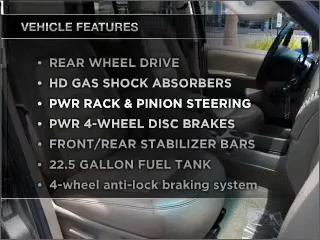 VEHICLE FEATURES
• REAR WHEEL DRIVE
• HD GAS SHOCK ABSORBERS
• PWR RACK & PINION STEERING
• PWR 4-WHEEL DISC BRAKES
• FRONT/REAR STABILIZER BARS
• 22.5 GALLON FUEL TANK
• 4-wheel anti-lock braking system